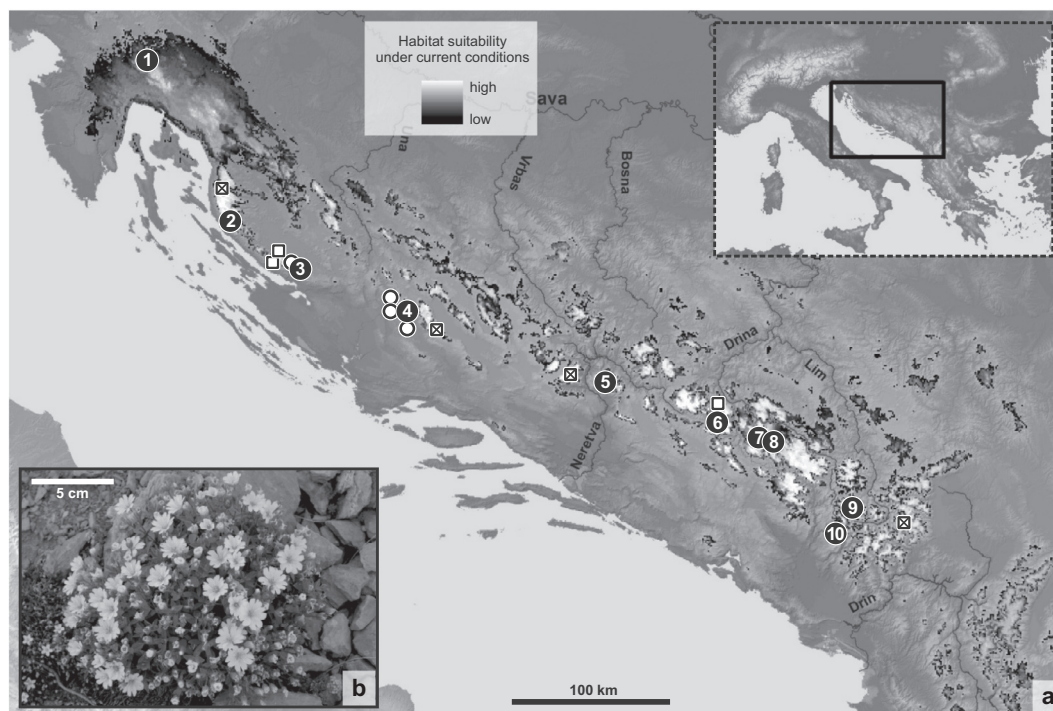 Habitat suitability
under current conditions
high
low
Sava
Una
Vrbas
Bosna
Drina
Lim
Neretva
Drin
1
2
3
4
5
6
7 8
9
10
5 cm
b
100 km
a